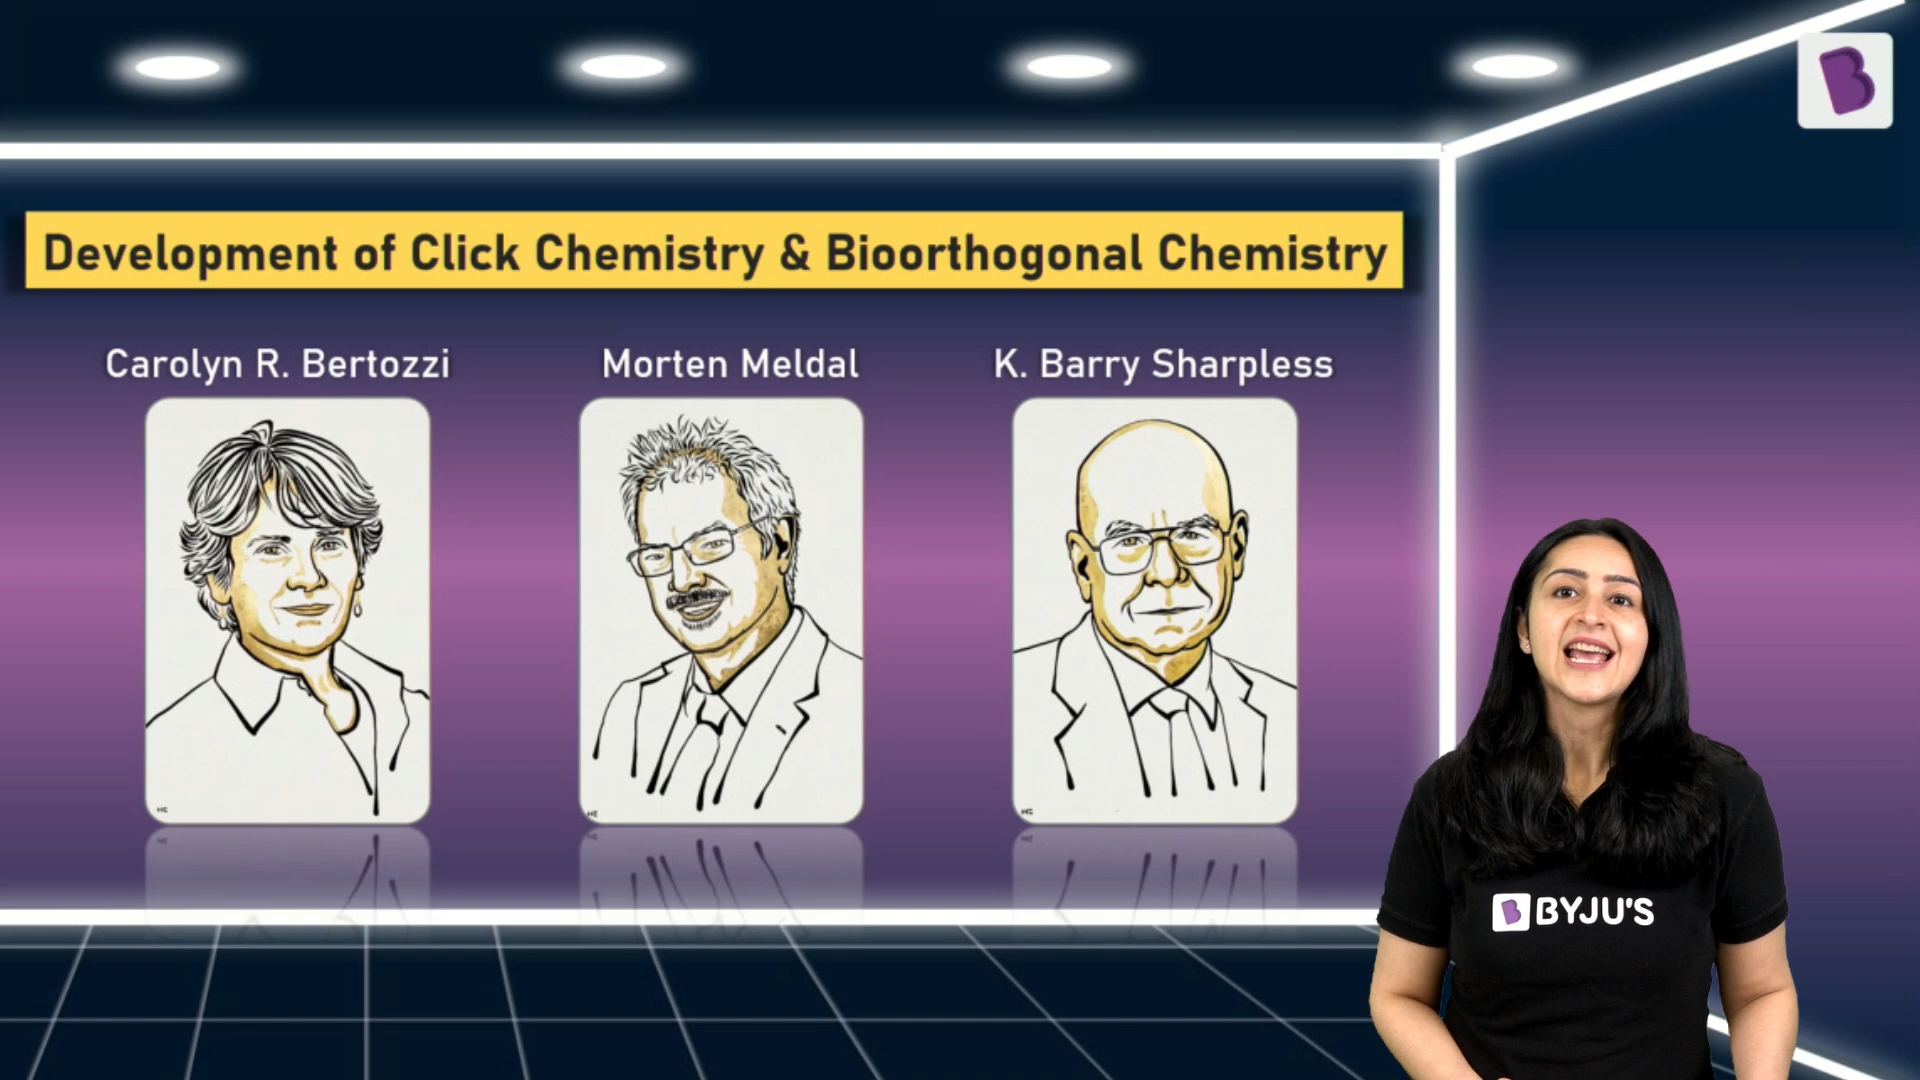 Development of Click Chemistry & Bioorthogonal Chemistry
Carolyn R. Bertozzi
Morten Meldal
K. Barry Sharpless
BYJU'S